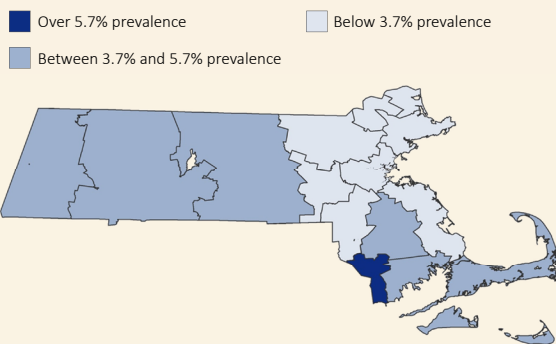 Over 5.7% prevalence
Below 3.7% prevalence
Between 3.7% and 5.7% prevalence